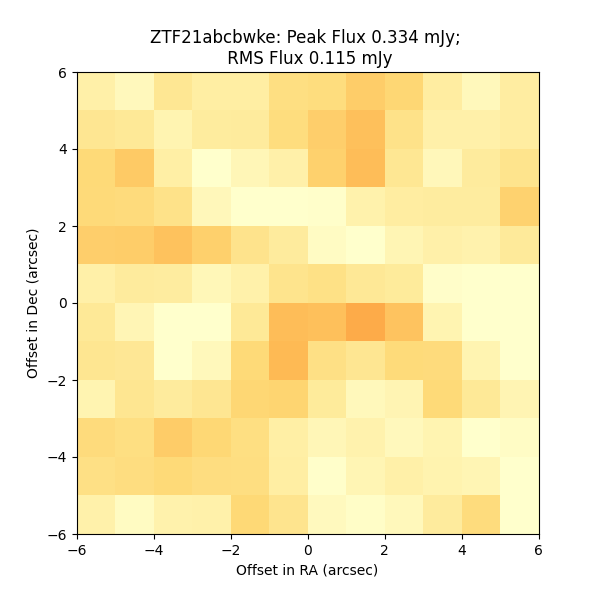 ZTF21abcbwke: Peak Flux 0.334 mJy;
RMS Flux 0.115 mJy
6
4
2
0
−2
−4
−6
Offset in Dec (arcsec)
−6 −4 −2 0 2 4 6
Offset in RA (arcsec)